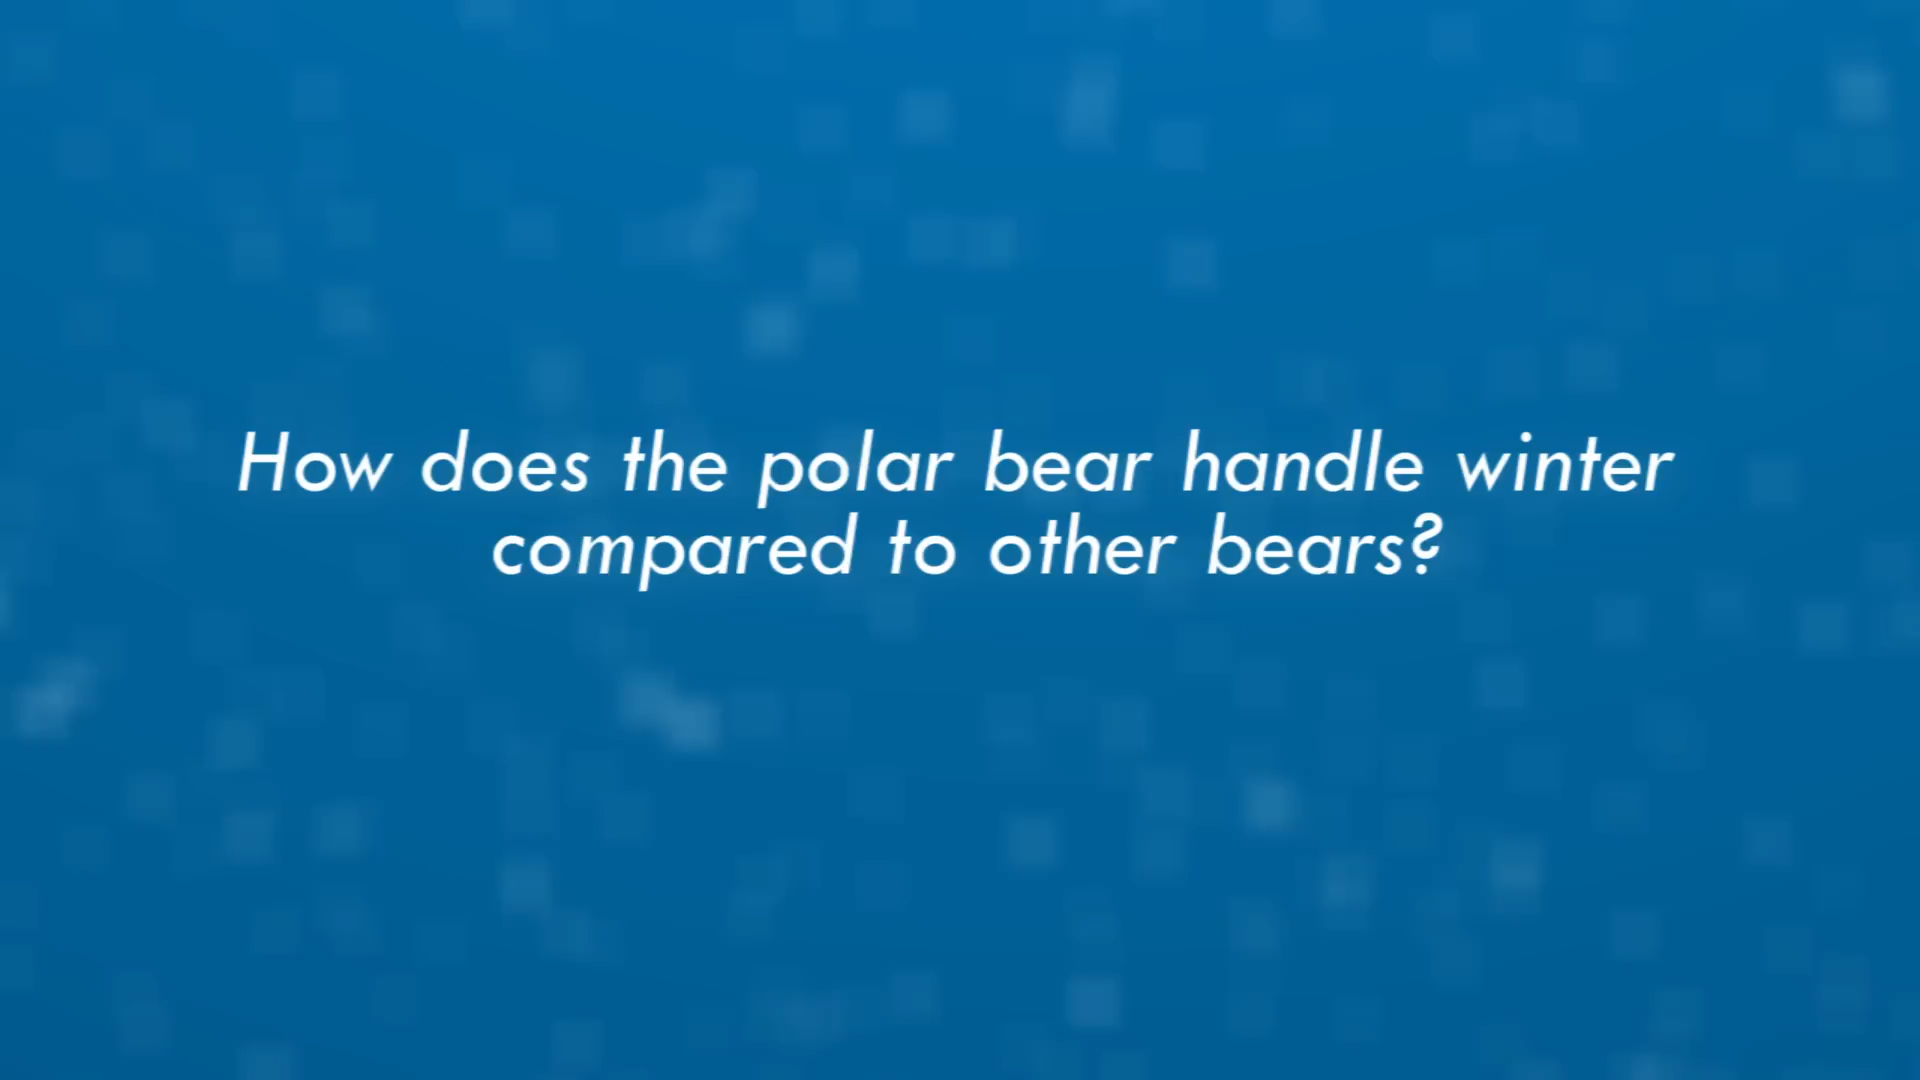 How does the polar bear handle winter
compared to other bears?